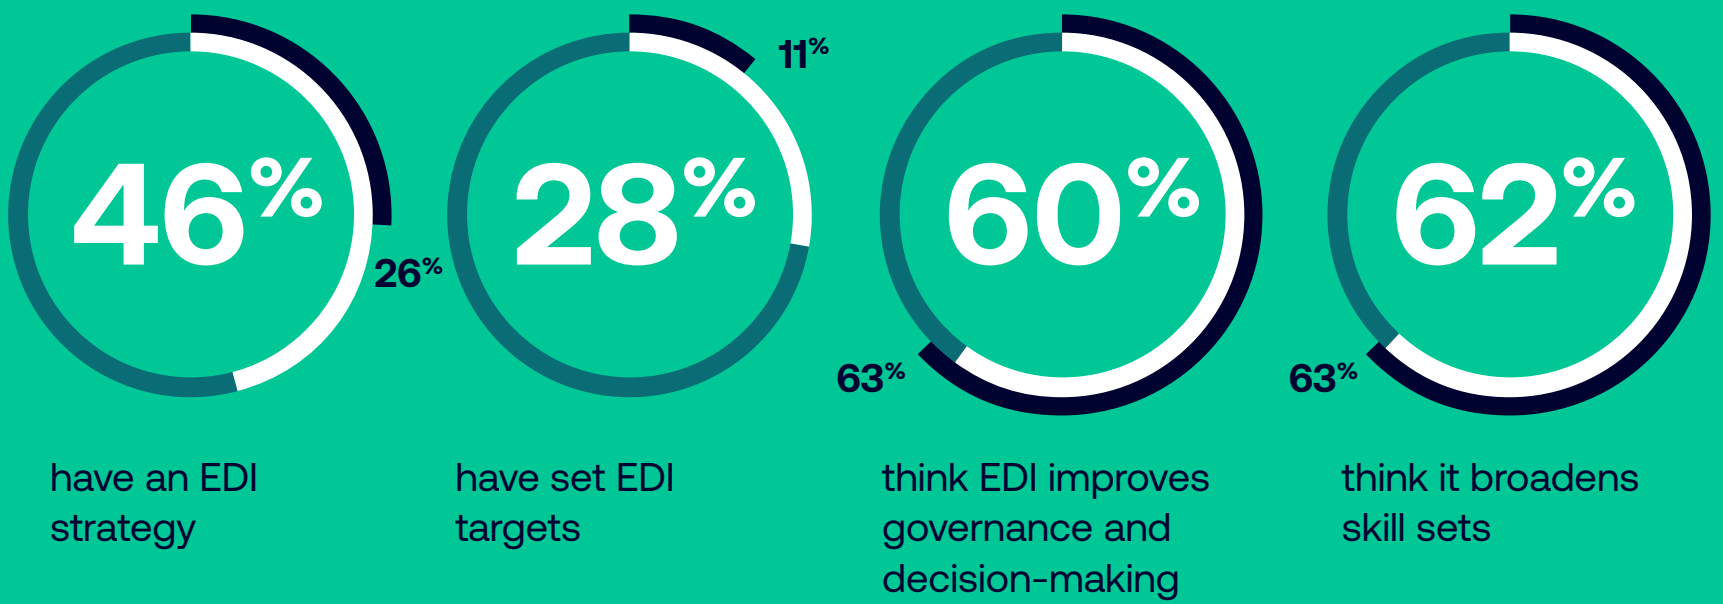 46%
26%
have an EDI
strategy
28%
11%
have set EDI
targets
60%
63%
think EDI improves
governance and
decision-making
62%
63%
think it broadens
skill sets